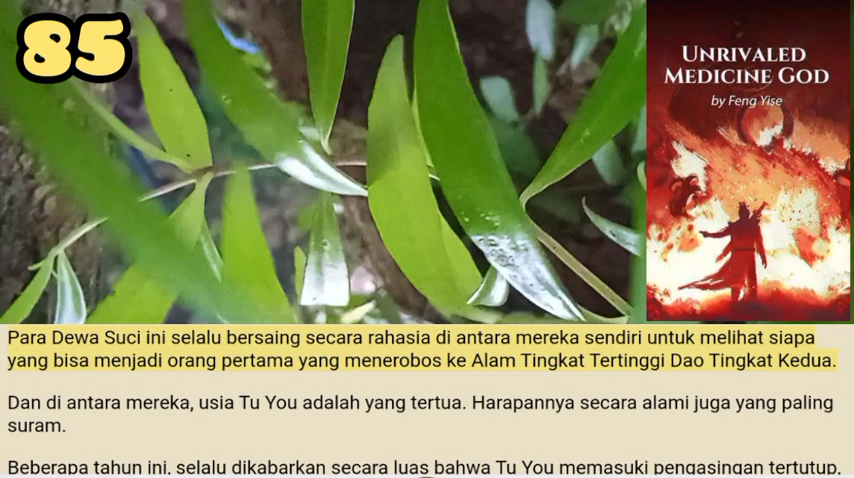 85
UNRIVALED
MEDICINE GOD
by Feng Yise
Para Dewa Suci ini selalu bersaing secara rahasia di antara mereka sendiri untuk melihat siapa
yang bisa menjadi orang pertama yang menerobos ke Alam Tingkat Tertinggi Dao Tingkat Kedua.
Dan di antara mereka, usia Tu You adalah yang tertua. Harapannya secara alami juga yang paling
suram.
Beberapa tahun ini, selalu dikabarkan secara luas bahwa Tu You memasuki pengasingan tertutup,